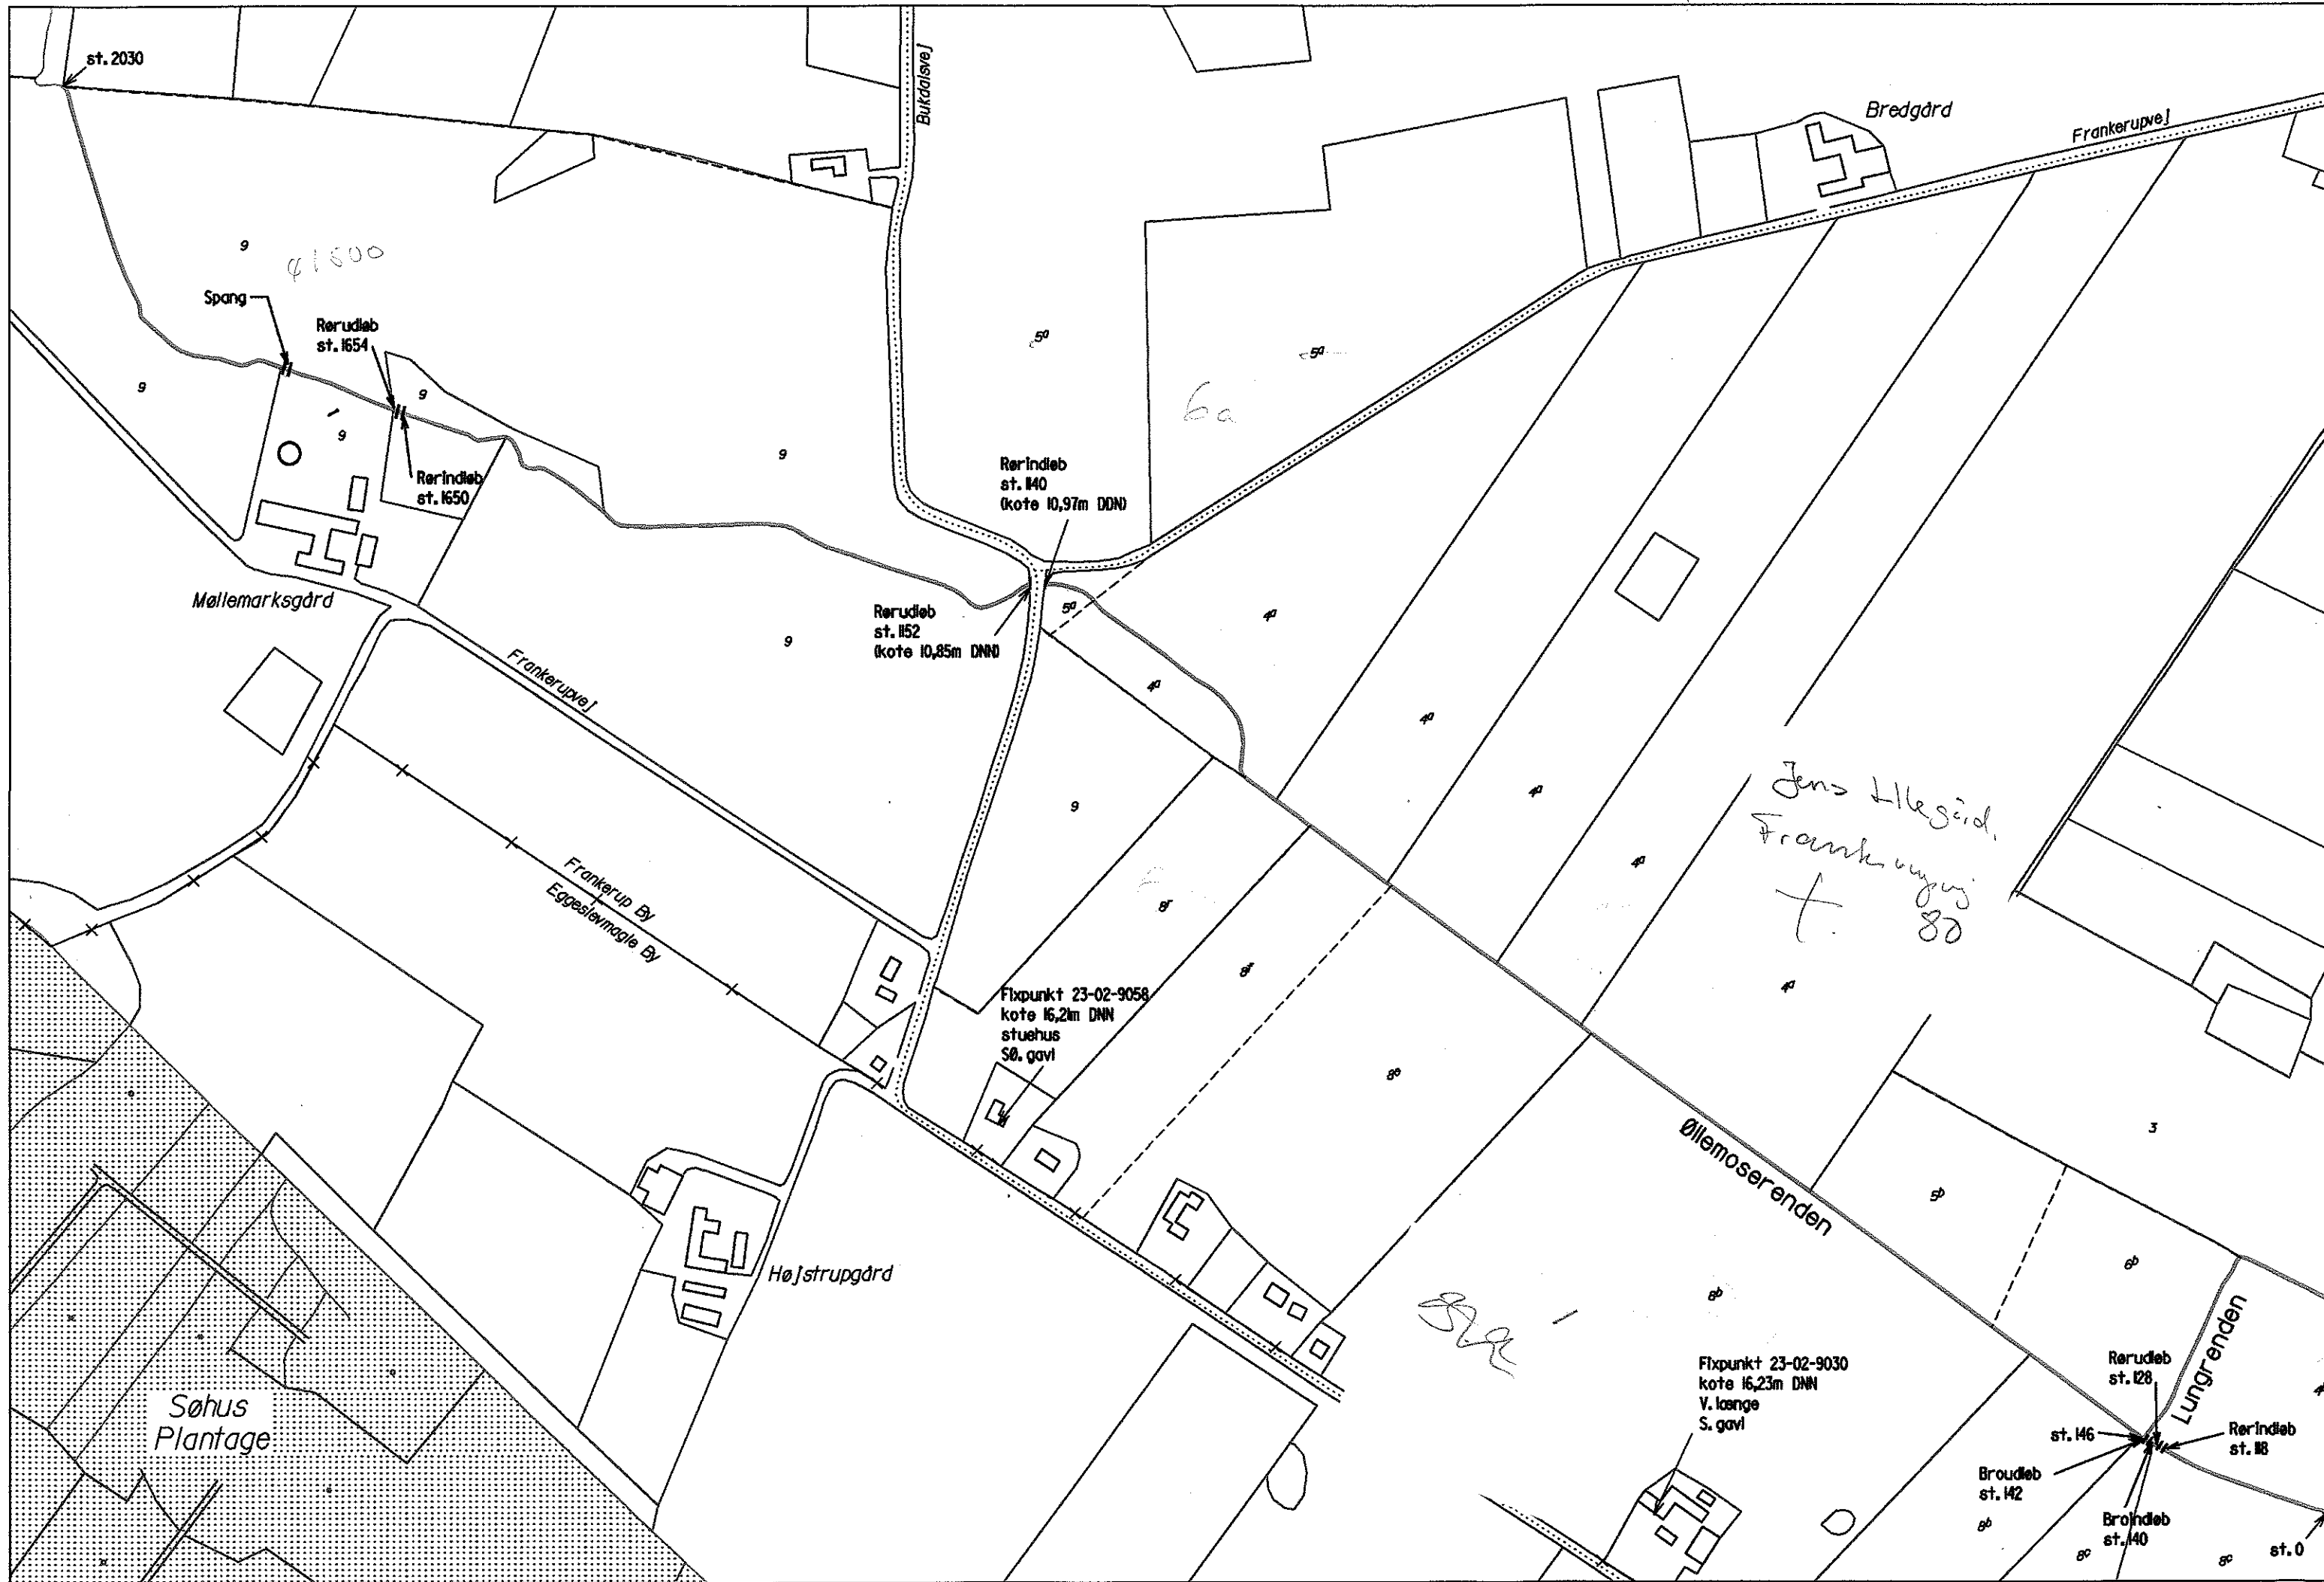 st. 2030
Bukdalsvej
Bredgård
Frankerupvej
9
41500
Spang
Rørudløb
st. 1654
9
9
9
Rørindløb
st. 1650
9
5a
5a
6a
Rørindløb
st. 1140
(kote 10,97m DDN)
Møllemarksgård
Rørudløb
st. 1152
(kote 10,85m DNN)
5a
4a
9
Frankerupvej
4a
4a
4a
9
Jens Lillegård.
80
4a
4a
Frankerup By
Eggeslevmagle By
8f
8f
Fixpunkt 23-02-9058
kote 16,21m DNN
stuehus
SØ. gavl
8e
Øllemoserenden
3
5b
6b
Højstrupgård
8b
Lungrenden
Søhus
Plantage
Fixpunkt 23-02-9030
kote 16,23m DNN
V. længe
S. gavl
Rørudløb
st. 128
st. 146
Rørindløb
st. 118
Broudløb
st. 142
Broindløb
st. 140
8b
8c
8c
st. 0